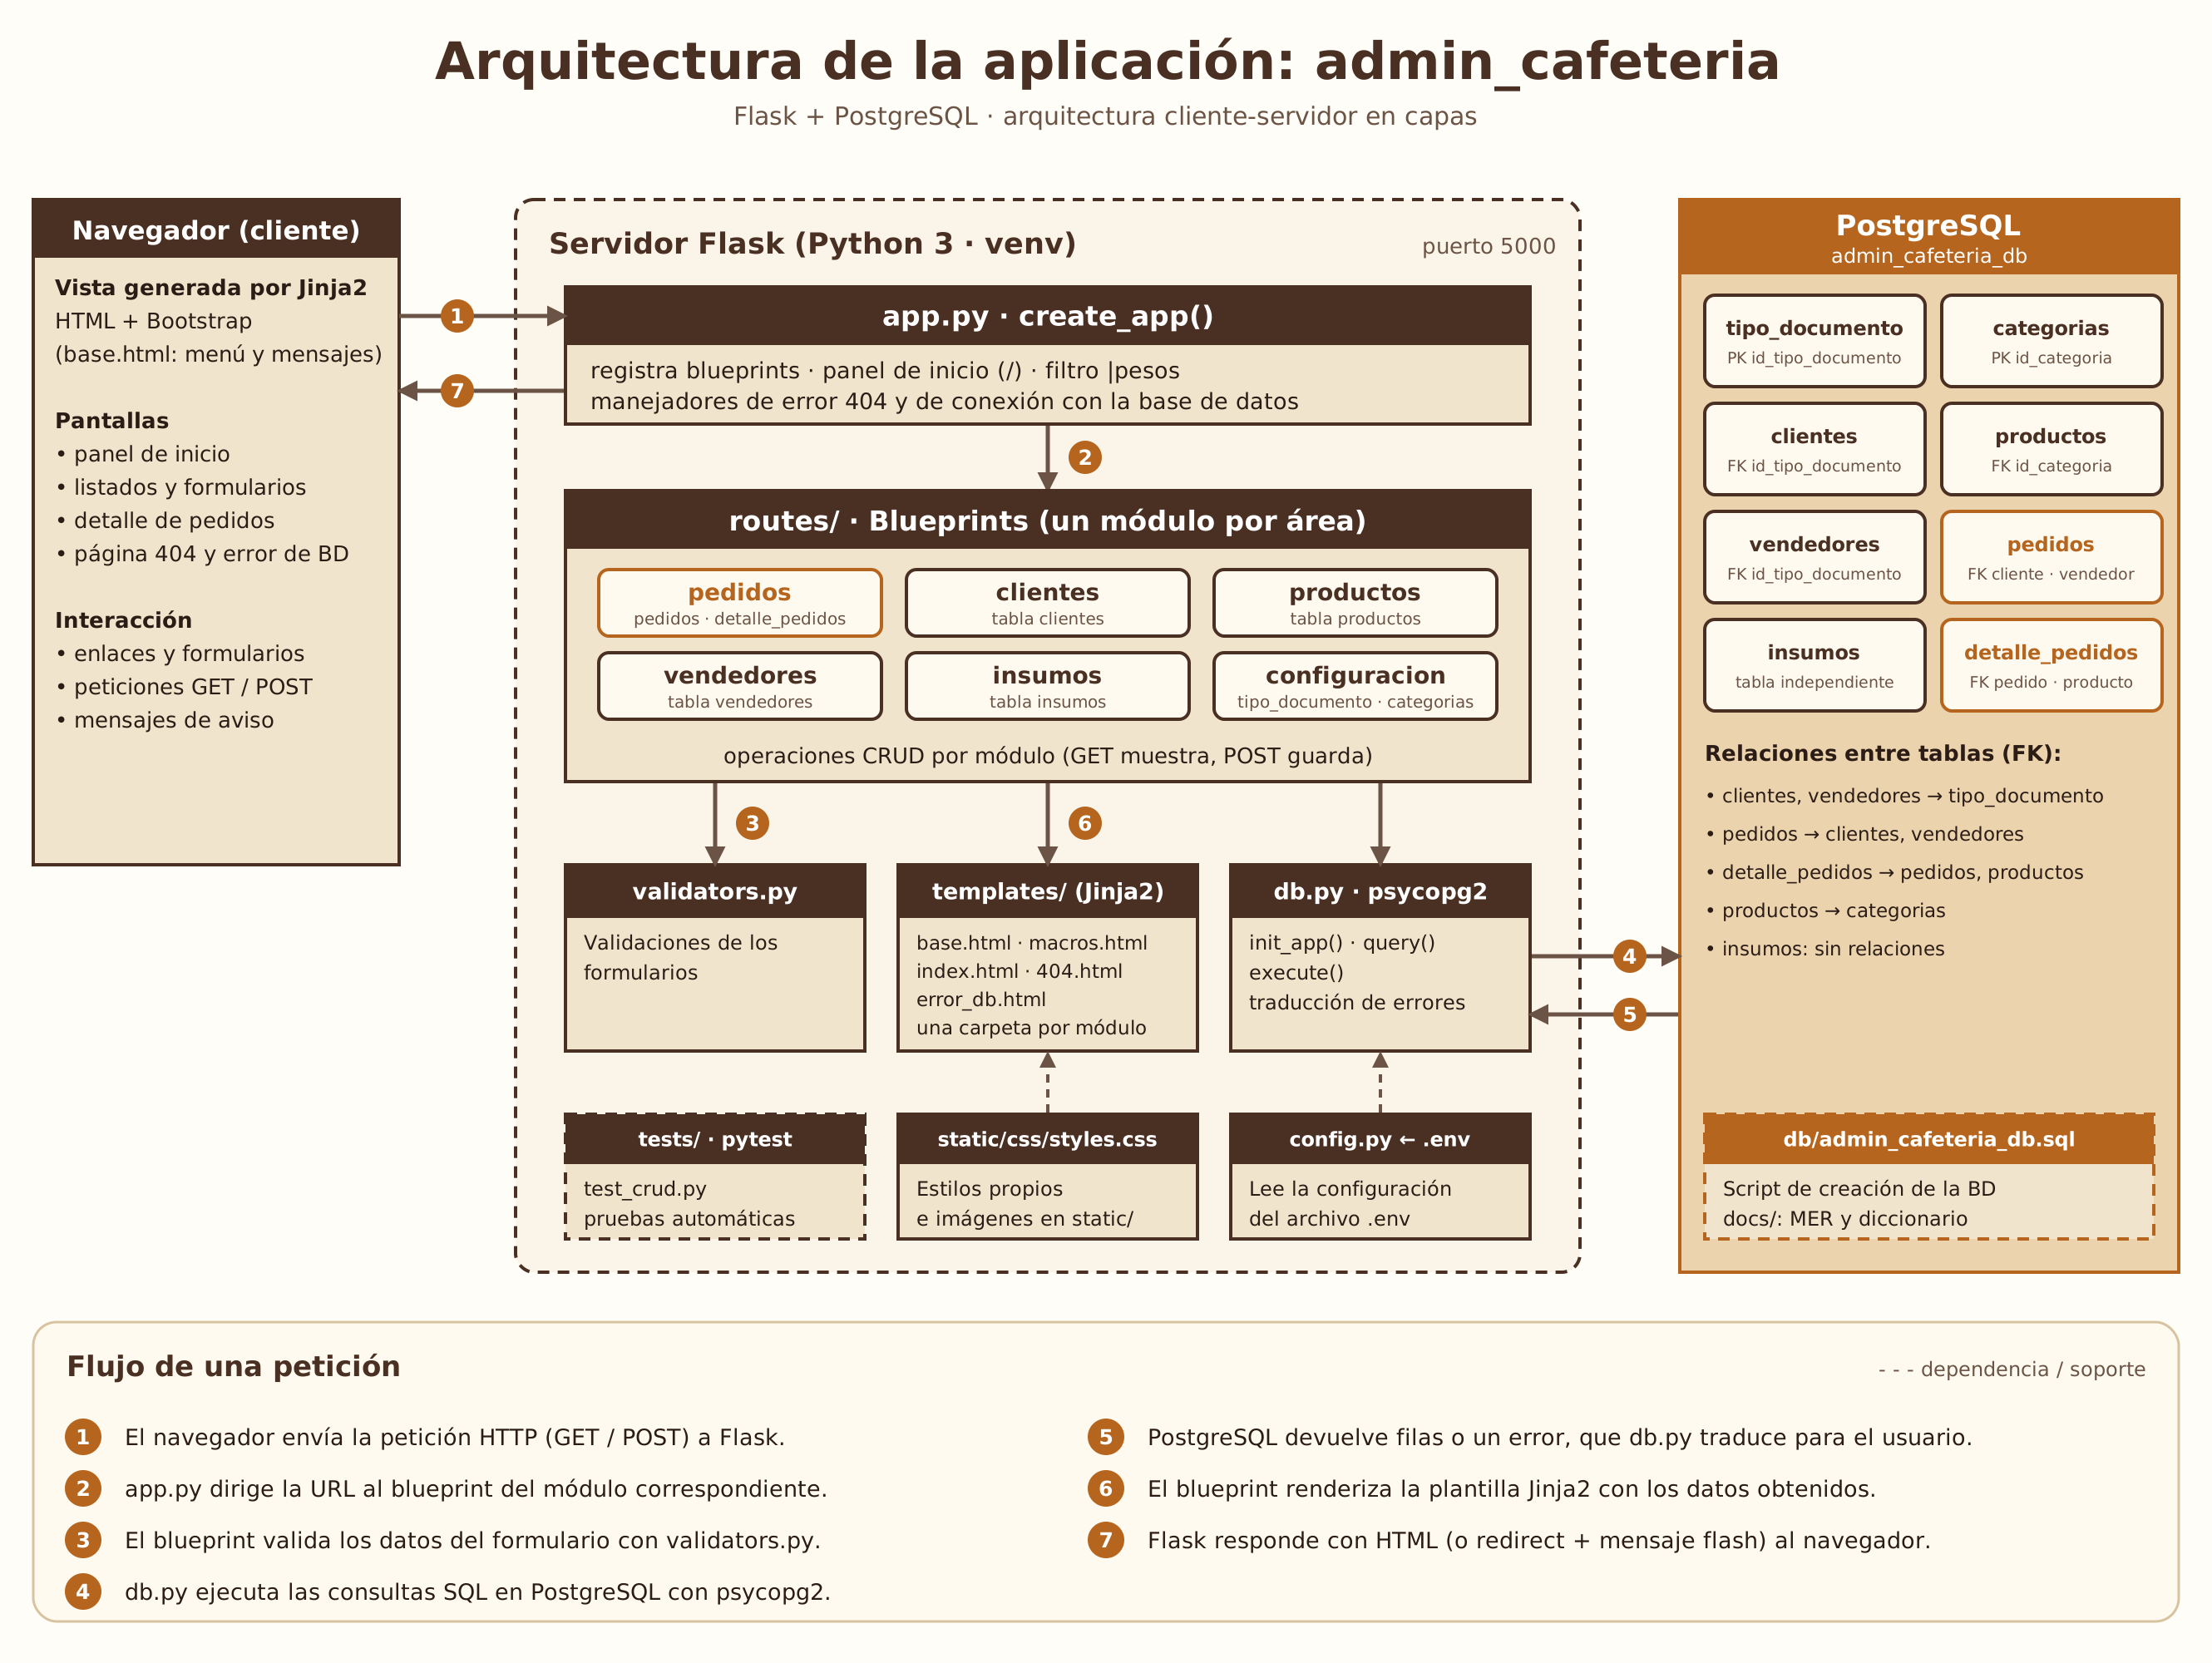 Arquitectura de la aplicación: admin_cafeteria
Flask + PostgreSQL · arquitectura cliente-servidor en capas
Navegador (cliente)
Vista generada por Jinja2
HTML + Bootstrap
(base.html: menú y mensajes)
Pantallas
• panel de inicio
• listados y formularios
• detalle de pedidos
• página 404 y error de BD
Interacción
• enlaces y formularios
• peticiones GET / POST
• mensajes de aviso
1
7
Servidor Flask (Python 3 · venv)
puerto 5000
app.py · create_app()
registra blueprints · panel de inicio (/) · filtro |pesos
manejadores de error 404 y de conexión con la base de datos
2
routes/ · Blueprints (un módulo por área)
pedidos
pedidos · detalle_pedidos
clientes
tabla clientes
productos
tabla productos
vendedores
tabla vendedores
insumos
tabla insumos
configuracion
tipo_documento · categorias
operaciones CRUD por módulo (GET muestra, POST guarda)
3
6
validators.py
Validaciones de los
formularios
templates/ (Jinja2)
base.html · macros.html
index.html · 404.html
error_db.html
una carpeta por módulo
db.py · psycopg2
init_app() · query()
execute()
traducción de errores
4
5
tests/ · pytest
test_crud.py
pruebas automáticas
static/css/styles.css
Estilos propios
e imágenes en static/
config.py ← .env
Lee la configuración
del archivo .env
PostgreSQL
admin_cafeteria_db
tipo_documento
PK id_tipo_documento
categorias
PK id_categoria
clientes
FK id_tipo_documento
productos
FK id_categoria
vendedores
FK id_tipo_documento
pedidos
FK cliente · vendedor
insumos
tabla independiente
detalle_pedidos
FK pedido · producto
Relaciones entre tablas (FK):
• clientes, vendedores → tipo_documento
• pedidos → clientes, vendedores
• detalle_pedidos → pedidos, productos
• productos → categorias
• insumos: sin relaciones
db/admin_cafeteria_db.sql
Script de creación de la BD
docs/: MER y diccionario
Flujo de una petición
- - - dependencia / soporte
1 El navegador envía la petición HTTP (GET / POST) a Flask.
2 app.py dirige la URL al blueprint del módulo correspondiente.
3 El blueprint valida los datos del formulario con validators.py.
4 db.py ejecuta las consultas SQL en PostgreSQL con psycopg2.
5 PostgreSQL devuelve filas o un error, que db.py traduce para el usuario.
6 El blueprint renderiza la plantilla Jinja2 con los datos obtenidos.
7 Flask responde con HTML (o redirect + mensaje flash) al navegador.